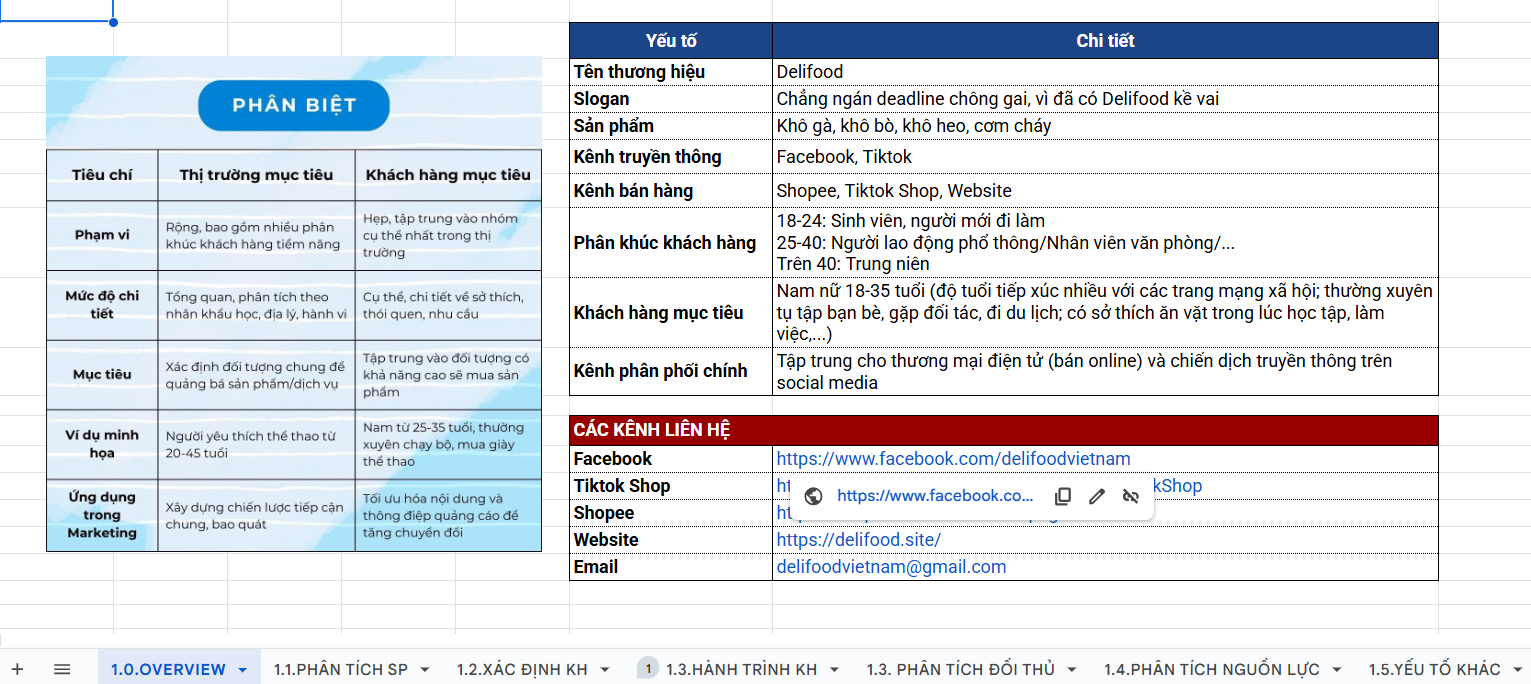 PHÂN BIỆT
Tiêu chí
Thị trường mục tiêu
Khách hàng mục tiêu
Phạm vi
Rộng, bao gồm nhiều phân
khúc khách hàng tiềm năng
Hẹp, tập trung vào nhóm
cụ thể nhất trong thị
trường
Mức độ chi
tiết
Tổng quan, phân tích theo
nhân khẩu học, địa lý, hành vi
Cụ thể, chi tiết về sở thích,
thói quen, nhu cầu
Mục tiêu
Xác định đối tượng chung để
quảng bá sản phẩm/dịch vụ
Tập trung vào đối tượng có
khả năng cao sẽ mua sản
phẩm
Ví dụ minh
họa
Người yêu thích thể thao từ
20-45 tuổi
Nam từ 25-35 tuổi, thường
xuyên chạy bộ, mua giày
thể thao
Ứng dụng
trong
Marketing
Xây dựng chiến lược tiếp cận
chung, bao quát
Tối ưu hóa nội dung và
thông điệp quảng cáo để
tăng chuyển đổi
Yếu tố
Chi tiết
Tên thương hiệu
Delifood
Slogan
Chẳng ngán deadline chông gai, vì đã có Delifood kề vai
Sản phẩm
Khô gà, khô bò, khô heo, cơm cháy
Kênh truyền thông
Facebook, Tiktok
Kênh bán hàng
Shopee, Tiktok Shop, Website
Phân khúc khách hàng
18-24: Sinh viên, người mới đi làm
25-40: Người lao động phổ thông/Nhân viên văn phòng/...
Trên 40: Trung niên
Khách hàng mục tiêu
Nam nữ 18-35 tuổi (độ tuổi tiếp xúc nhiều với các trang mạng xã hội; thường xuyên
tụ tập bạn bè, gặp đối tác, đi du lịch; có sở thích ăn vặt trong lúc học tập, làm
việc,...)
Kênh phân phối chính
Tập trung cho thương mại điện tử (bán online) và chiến dịch truyền thông trên
social media
CÁC KÊNH LIÊN HỆ
Facebook
https://www.facebook.com/delifoodvietnam
Tiktok Shop
https://www.facebook.co...
kShop
Shopee
Website
https://delifood.site/
Email
delifoodvietnam@gmail.com
1.0.OVERVIEW
1.1.PHÂN TÍCH SP
1.2.XÁC ĐỊNH KH
1
1.3.HÀNH TRÌNH KH
1.3. PHÂN TÍCH ĐỐI THỦ
1.4.PHÂN TÍCH NGUỒN LỰC
1.5.YẾU TỐ KHÁC